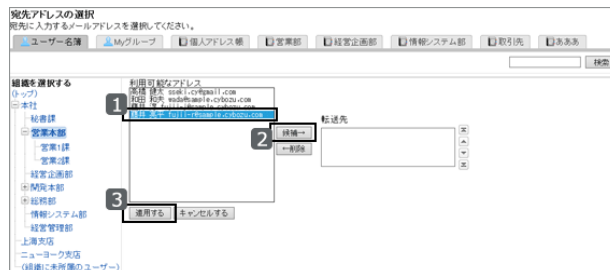 宛先アドレスの選択
宛先に入力するメールアドレスを選択してください。
ユーザー名簿 Myグループ 個人アドレス帳 営業部 経営企画部 情報システム部 取引先 あああ
検索
組織を選択する
(トップ)
本社
秘書課
営業本部
営業1課
営業2課
経営企画部
開発本部
総務部
情報システム部
経営管理部
上海支店
ニューヨーク支店
(組織に未所属のユーザー)
利用可能なアドレス
高橋 健太 sseki.cy@gmail.com
和田 和夫 wada@sample.cybozu.com
1
fujii-r@sample.cybozu.com
2
候補→
←削除
転送先
3
適用する キャンセルする